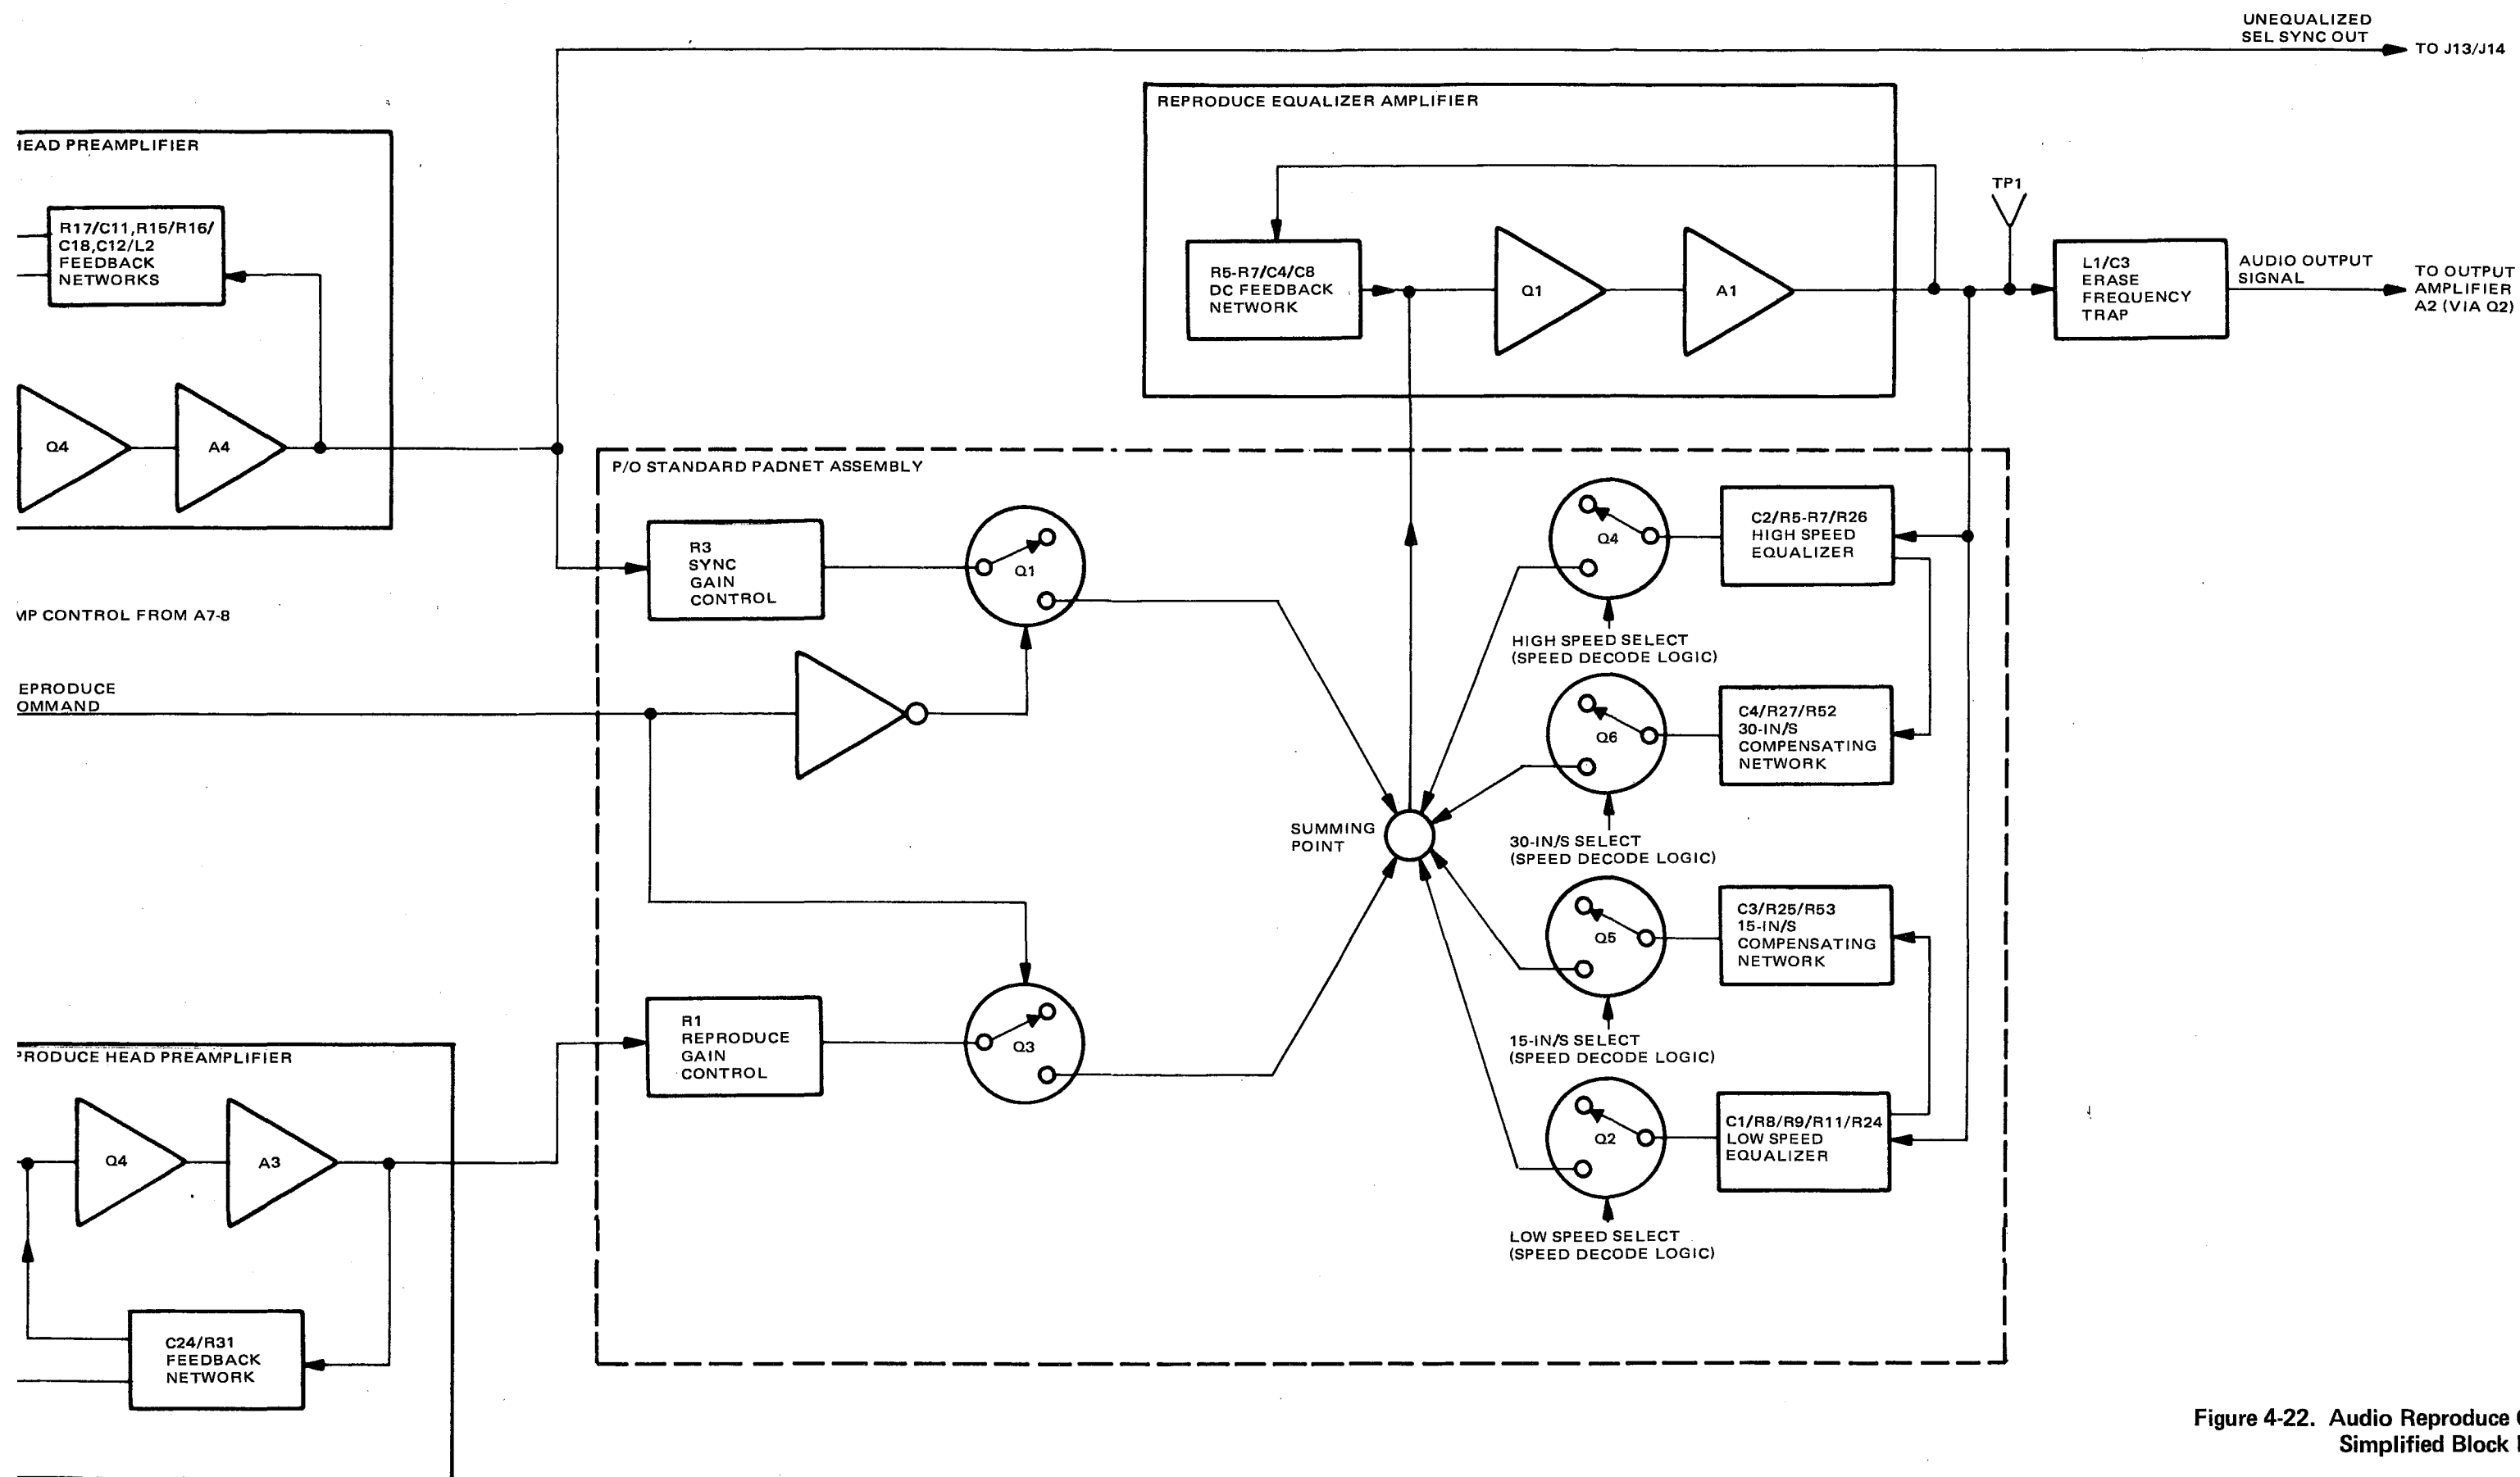 UNEQUALIZED
SEL SYNC OUT
TO J13/J14
REPRODUCE EQUALIZER AMPLIFIER
HEAD PREAMPLIFIER
R17/C11,R15/R16/
C18,C12/L2
FEEDBACK
NETWORKS
Q4
A4
R5-R7/C4/C8
DC FEEDBACK
NETWORK
Q1
A1
TP1
L1/C3
ERASE
FREQUENCY
TRAP
AUDIO OUTPUT
SIGNAL
TO OUTPUT
AMPLIFIER
A2 (VIA Q2)
P/O STANDARD PADNET ASSEMBLY
R3
SYNC
GAIN
CONTROL
Q1
Q4
C2/R5-R7/R26
HIGH SPEED
EQUALIZER
HIGH SPEED SELECT
(SPEED DECODE LOGIC)
MP CONTROL FROM A7-8
EPRODUCE
OMMAND
Q6
C4/R27/R52
30-IN/S
COMPENSATING
NETWORK
30-IN/S SELECT
(SPEED DECODE LOGIC)
SUMMING
POINT
Q5
C3/R25/R53
15-IN/S
COMPENSATING
NETWORK
15-IN/S SELECT
(SPEED DECODE LOGIC)
R1
REPRODUCE
GAIN
CONTROL
Q3
Q2
C1/R8/R9/R11/R24
LOW SPEED
EQUALIZER
LOW SPEED SELECT
(SPEED DECODE LOGIC)
PRODUCE HEAD PREAMPLIFIER
Q4
A3
C24/R31
FEEDBACK
NETWORK
Figure 4-22. Audio Reproduce
Simplified Block